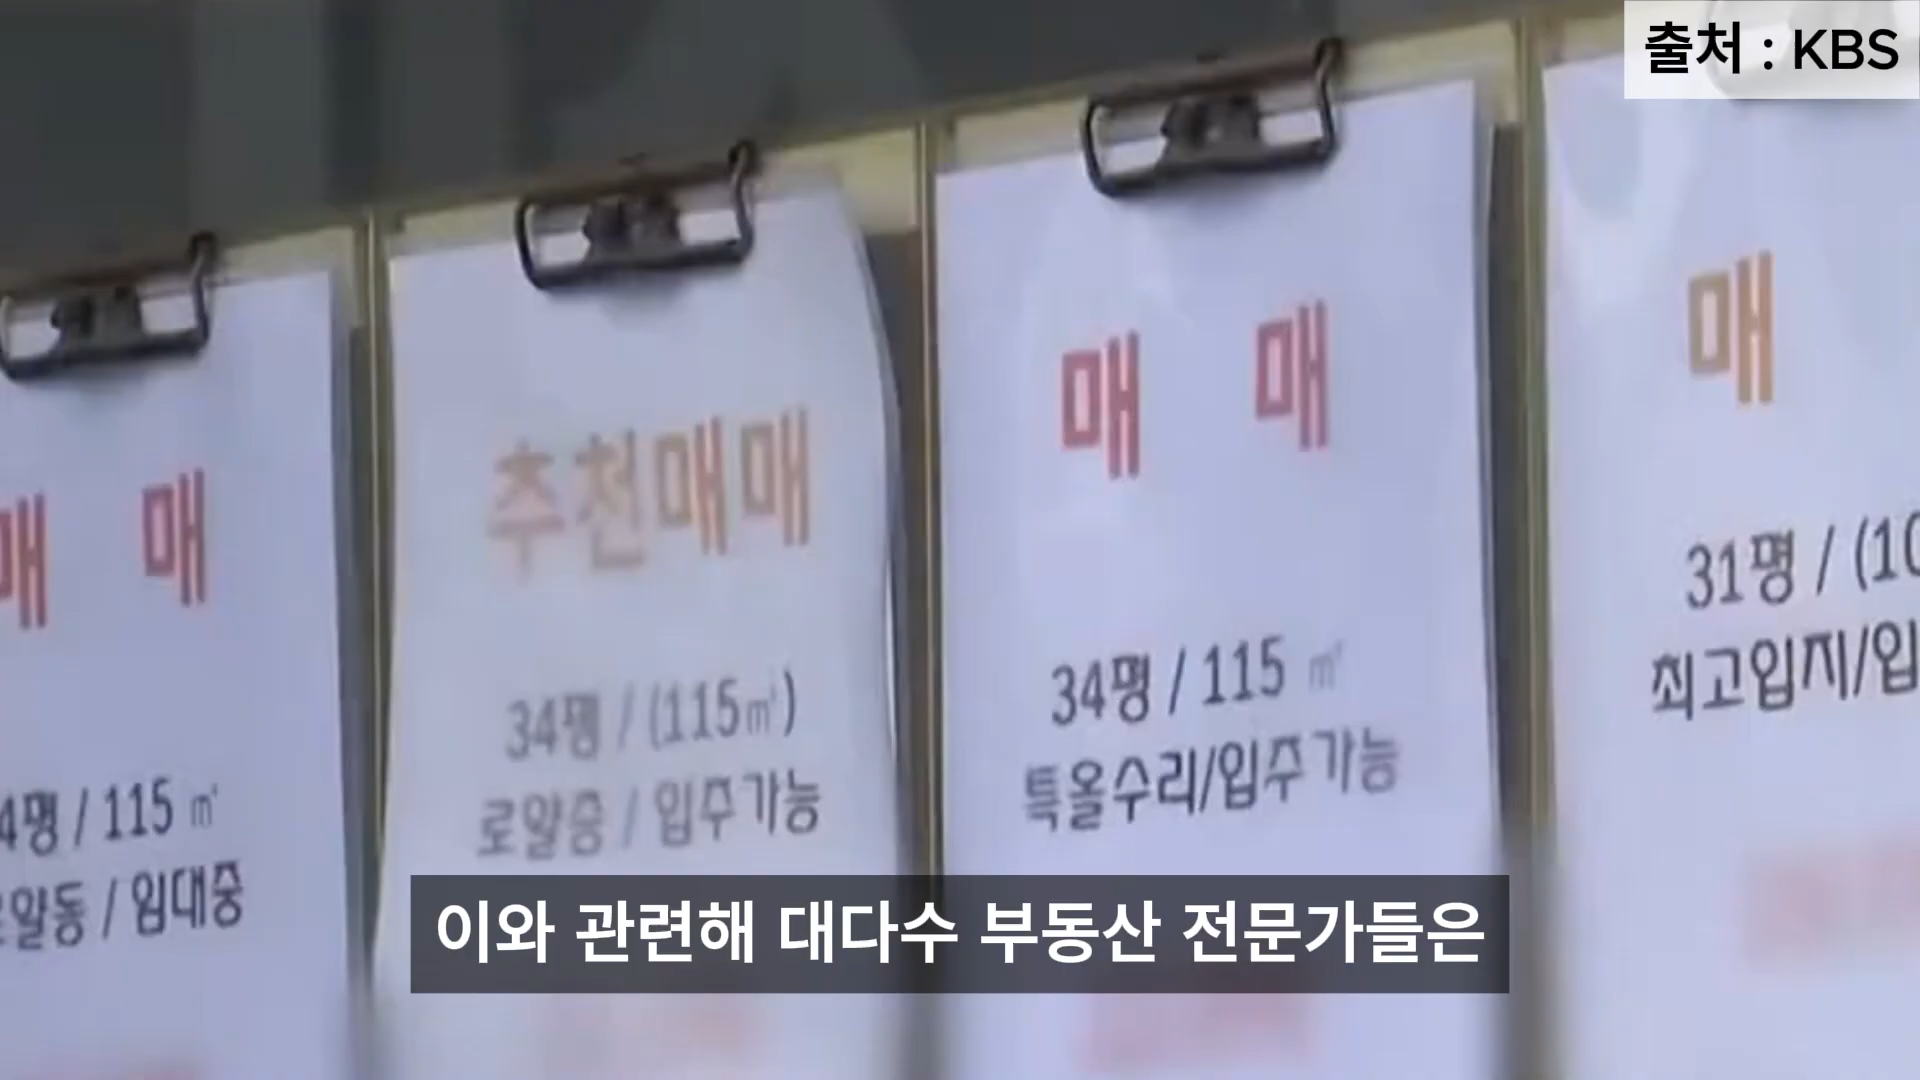 출처 : KBS
매 매
4평 / 115 ㎡
로얄동 / 임대중
추천매매
34평 / (115㎡)
로얄층 / 입주가능
매 매
34평 / 115 ㎡
특올수리/입주가능
매
31평 / (10
최고입지/입
이와 관련해 대다수 부동산 전문가들은